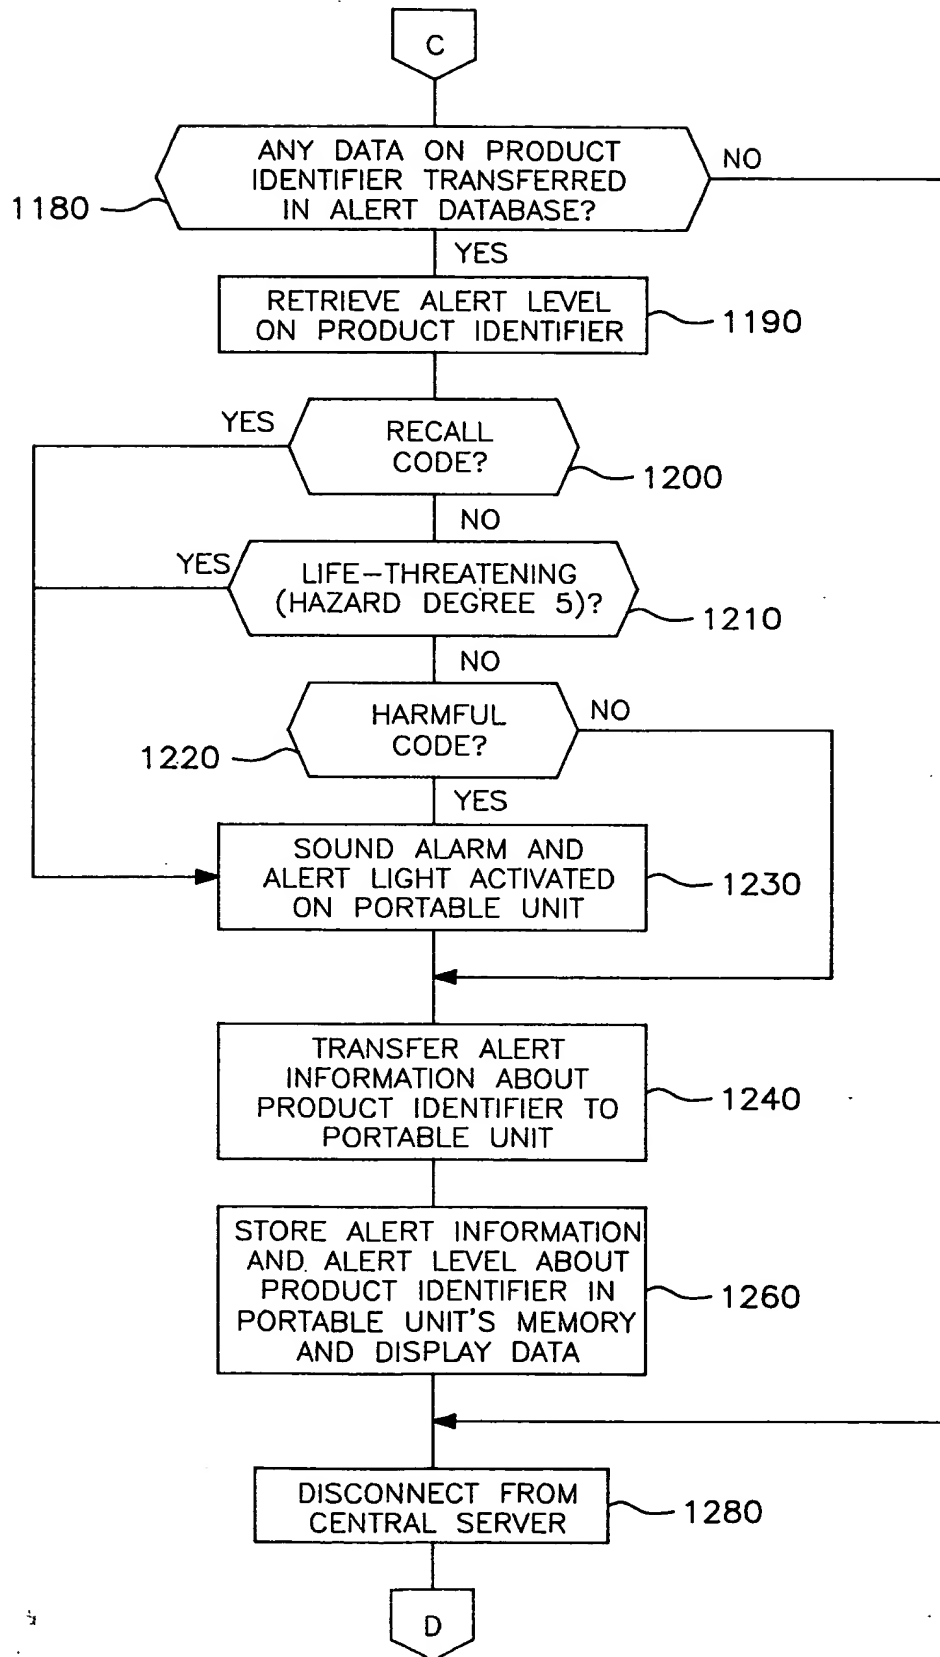 C
ANY DATA ON PRODUCT
IDENTIFIER TRANSFERRED
IN ALERT DATABASE?
NO
1180
YES
RETRIEVE ALERT LEVEL
ON PRODUCT IDENTIFIER
1190
YES
RECALL
CODE?
1200
NO
YES
LIFE-THREATENING
(HAZARD DEGREE 5)?
1210
NO
HARMFUL
CODE?
NO
1220
YES
SOUND ALARM AND
ALERT LIGHT ACTIVATED
ON PORTABLE UNIT
1230
TRANSFER ALERT
INFORMATION ABOUT
PRODUCT IDENTIFIER TO
PORTABLE UNIT
1240
STORE ALERT INFORMATION
AND ALERT LEVEL ABOUT
PRODUCT IDENTIFIER IN
PORTABLE UNIT'S MEMORY
AND DISPLAY DATA
1260
DISCONNECT FROM
CENTRAL SERVER
1280
D